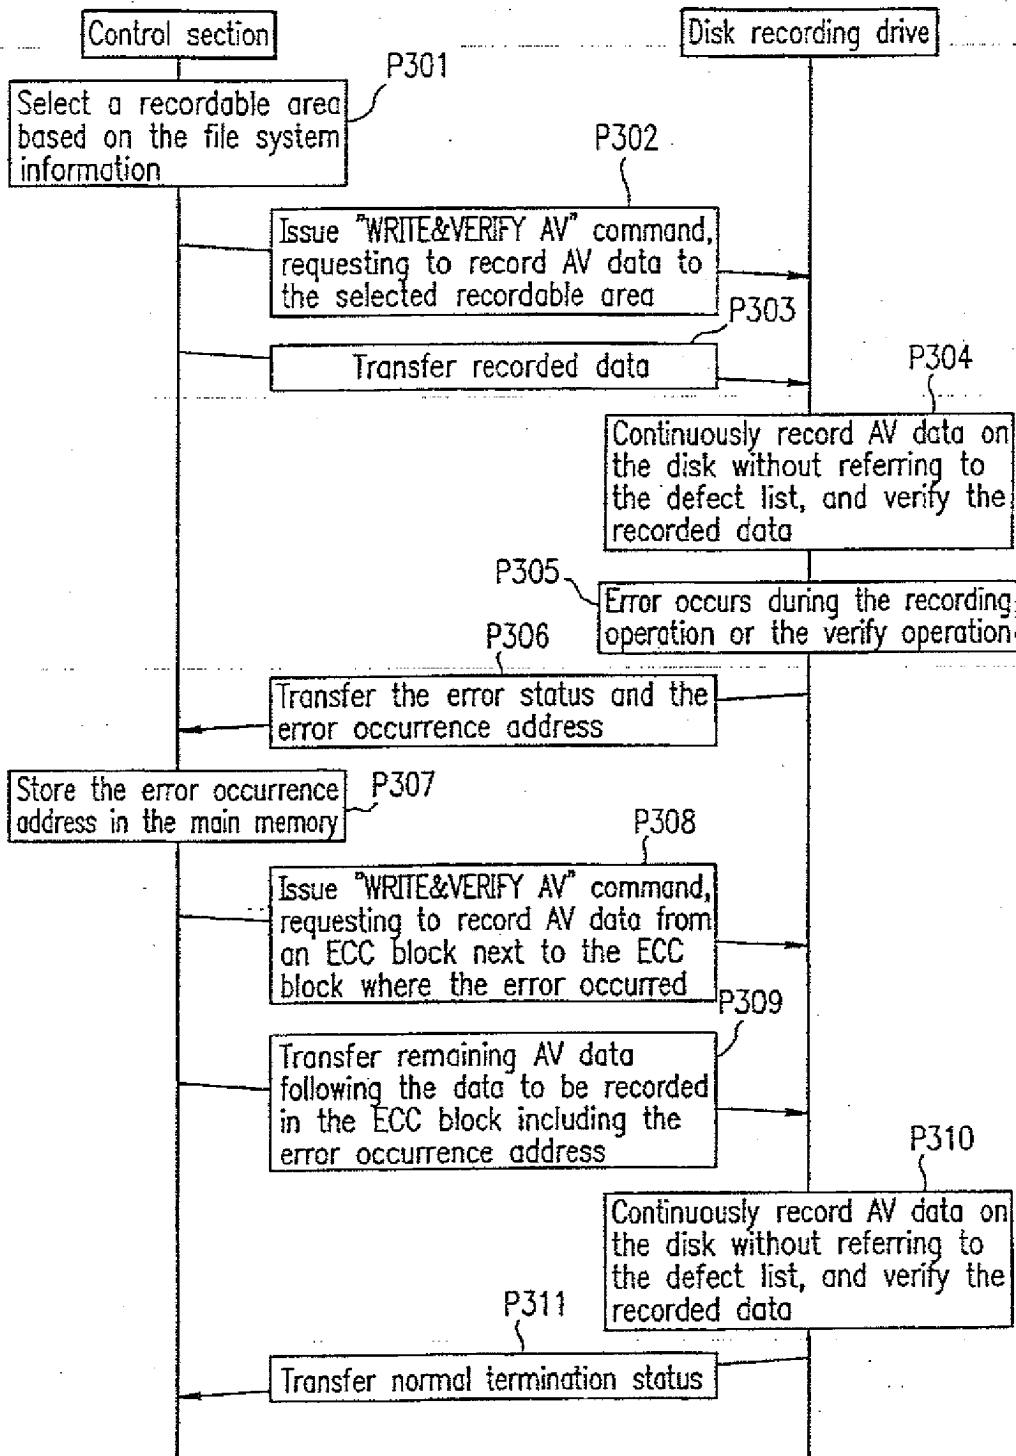 Control section
Disk recording drive
P301
Select a recordable area
based on the file system
information
P302
Issue "WRITE&VERIFY AV" command,
requesting to record AV data to
the selected recordable area
P303
Transfer recorded data
P304
Continuously record AV data on
the disk without referring to
the defect list, and verify the
recorded data
P305
Error occurs during the recording
operation or the verify operation
P306
Transfer the error status and the
error occurrence address
Store the error occurrence
address in the main memory
P307
P308
Issue "WRITE&VERIFY AV" command,
requesting to record AV data from
an ECC block next to the ECC
block where the error occurred
P309
Transfer remaining AV data
following the data to be recorded
in the ECC block including the
error occurrence address
P310
Continuously record AV data on
the disk without referring to
the defect list, and verify the
recorded data
P311
Transfer normal termination status